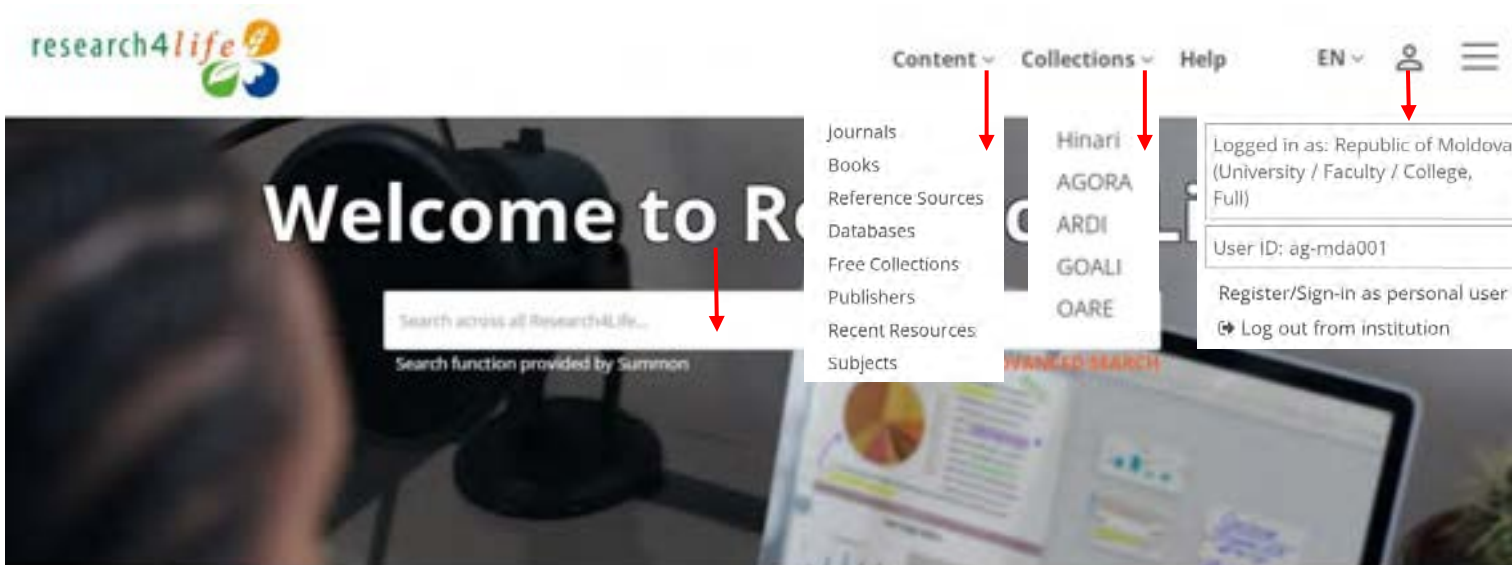 research4life
Content
Collections
Help
EN
Journals
Books
Reference Sources
Databases
Free Collections
Publishers
Recent Resources
Subjects
Hinari
AGORA
ARDI
GOALI
OARE
Logged in as: Republic of Moldova
(University / Faculty / College,
Full)
User ID: ag-mda001
Register/Sign-in as personal user
Log out from institution
Welcome to
Search across all Research4Life...
Search function provided by Summon
SEARCH